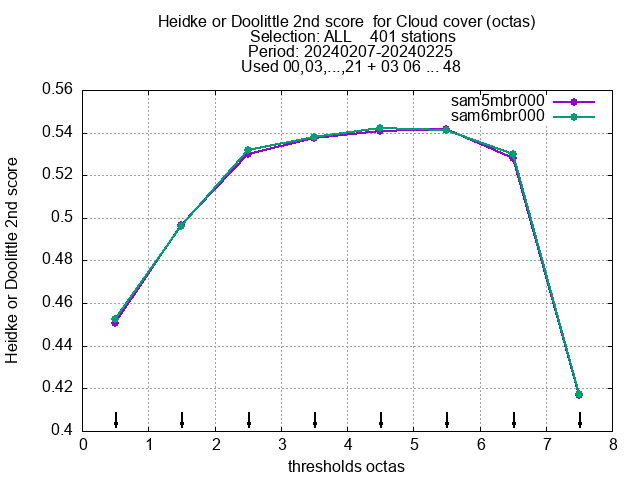 Heidke or Doolittle 2nd score  for Cloud cover (octas)
Selection: ALL    401 stations
Period: 20240207-20240225
Used 00,03,...,21 + 03 06 ... 48
sam5mbr000
sam6mbr000
Heidke or Doolittle 2nd score
0.56
0.54
0.52
0.5
0.48
0.46
0.44
0.42
0.4
0 1 2 3 4 5 6 7 8
thresholds octas